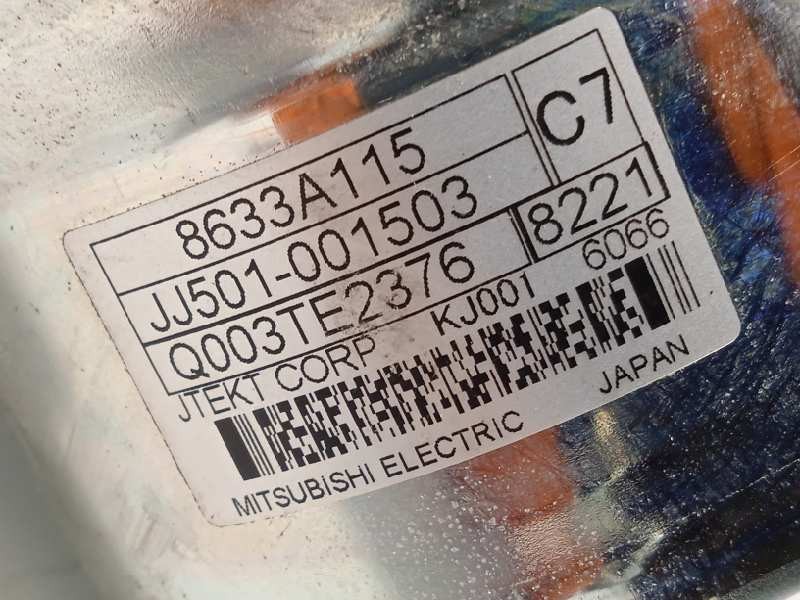 8633A115
C7
JJ501-001503
Q003TE2376
8221
JTEKT CORP KJ001 6066
MITSUBISHI ELECTRIC JAPAN